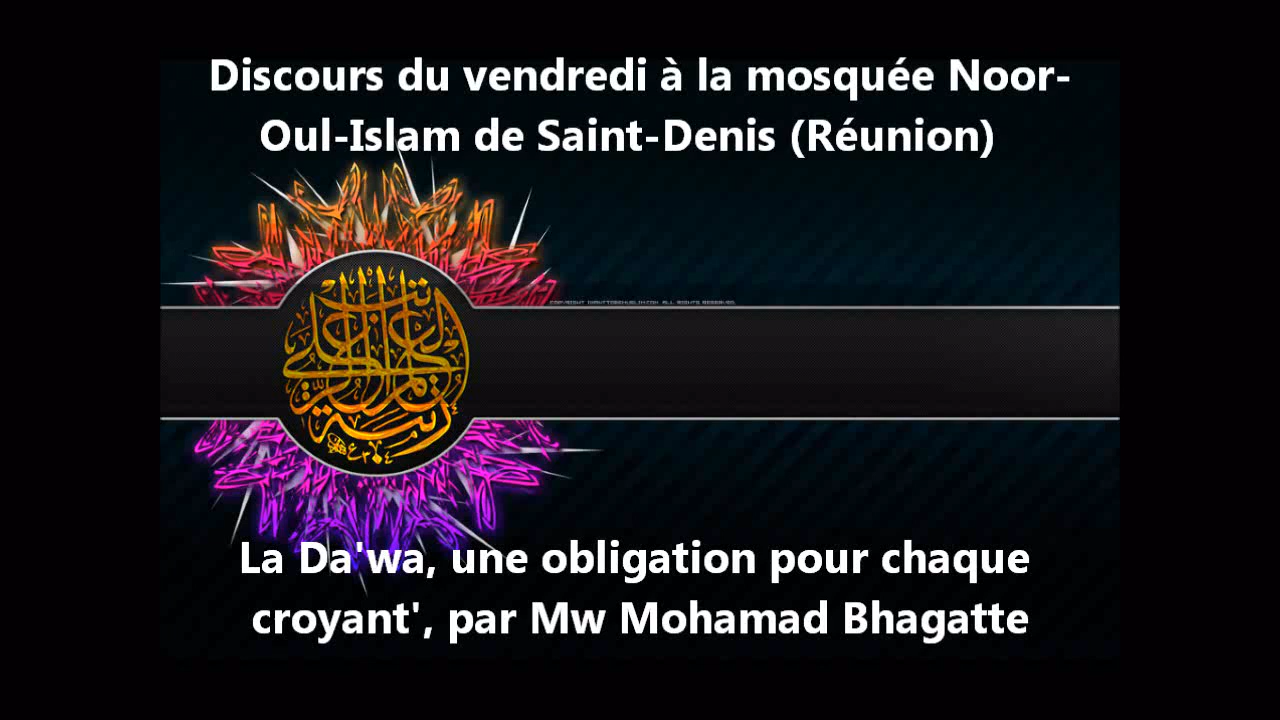 Discours du vendredi à la mosquée Noor-
Oul-Islam de Saint-Denis (Réunion)
La Da'wa, une obligation pour chaque
croyant', par Mw Mohamad Bhagatte